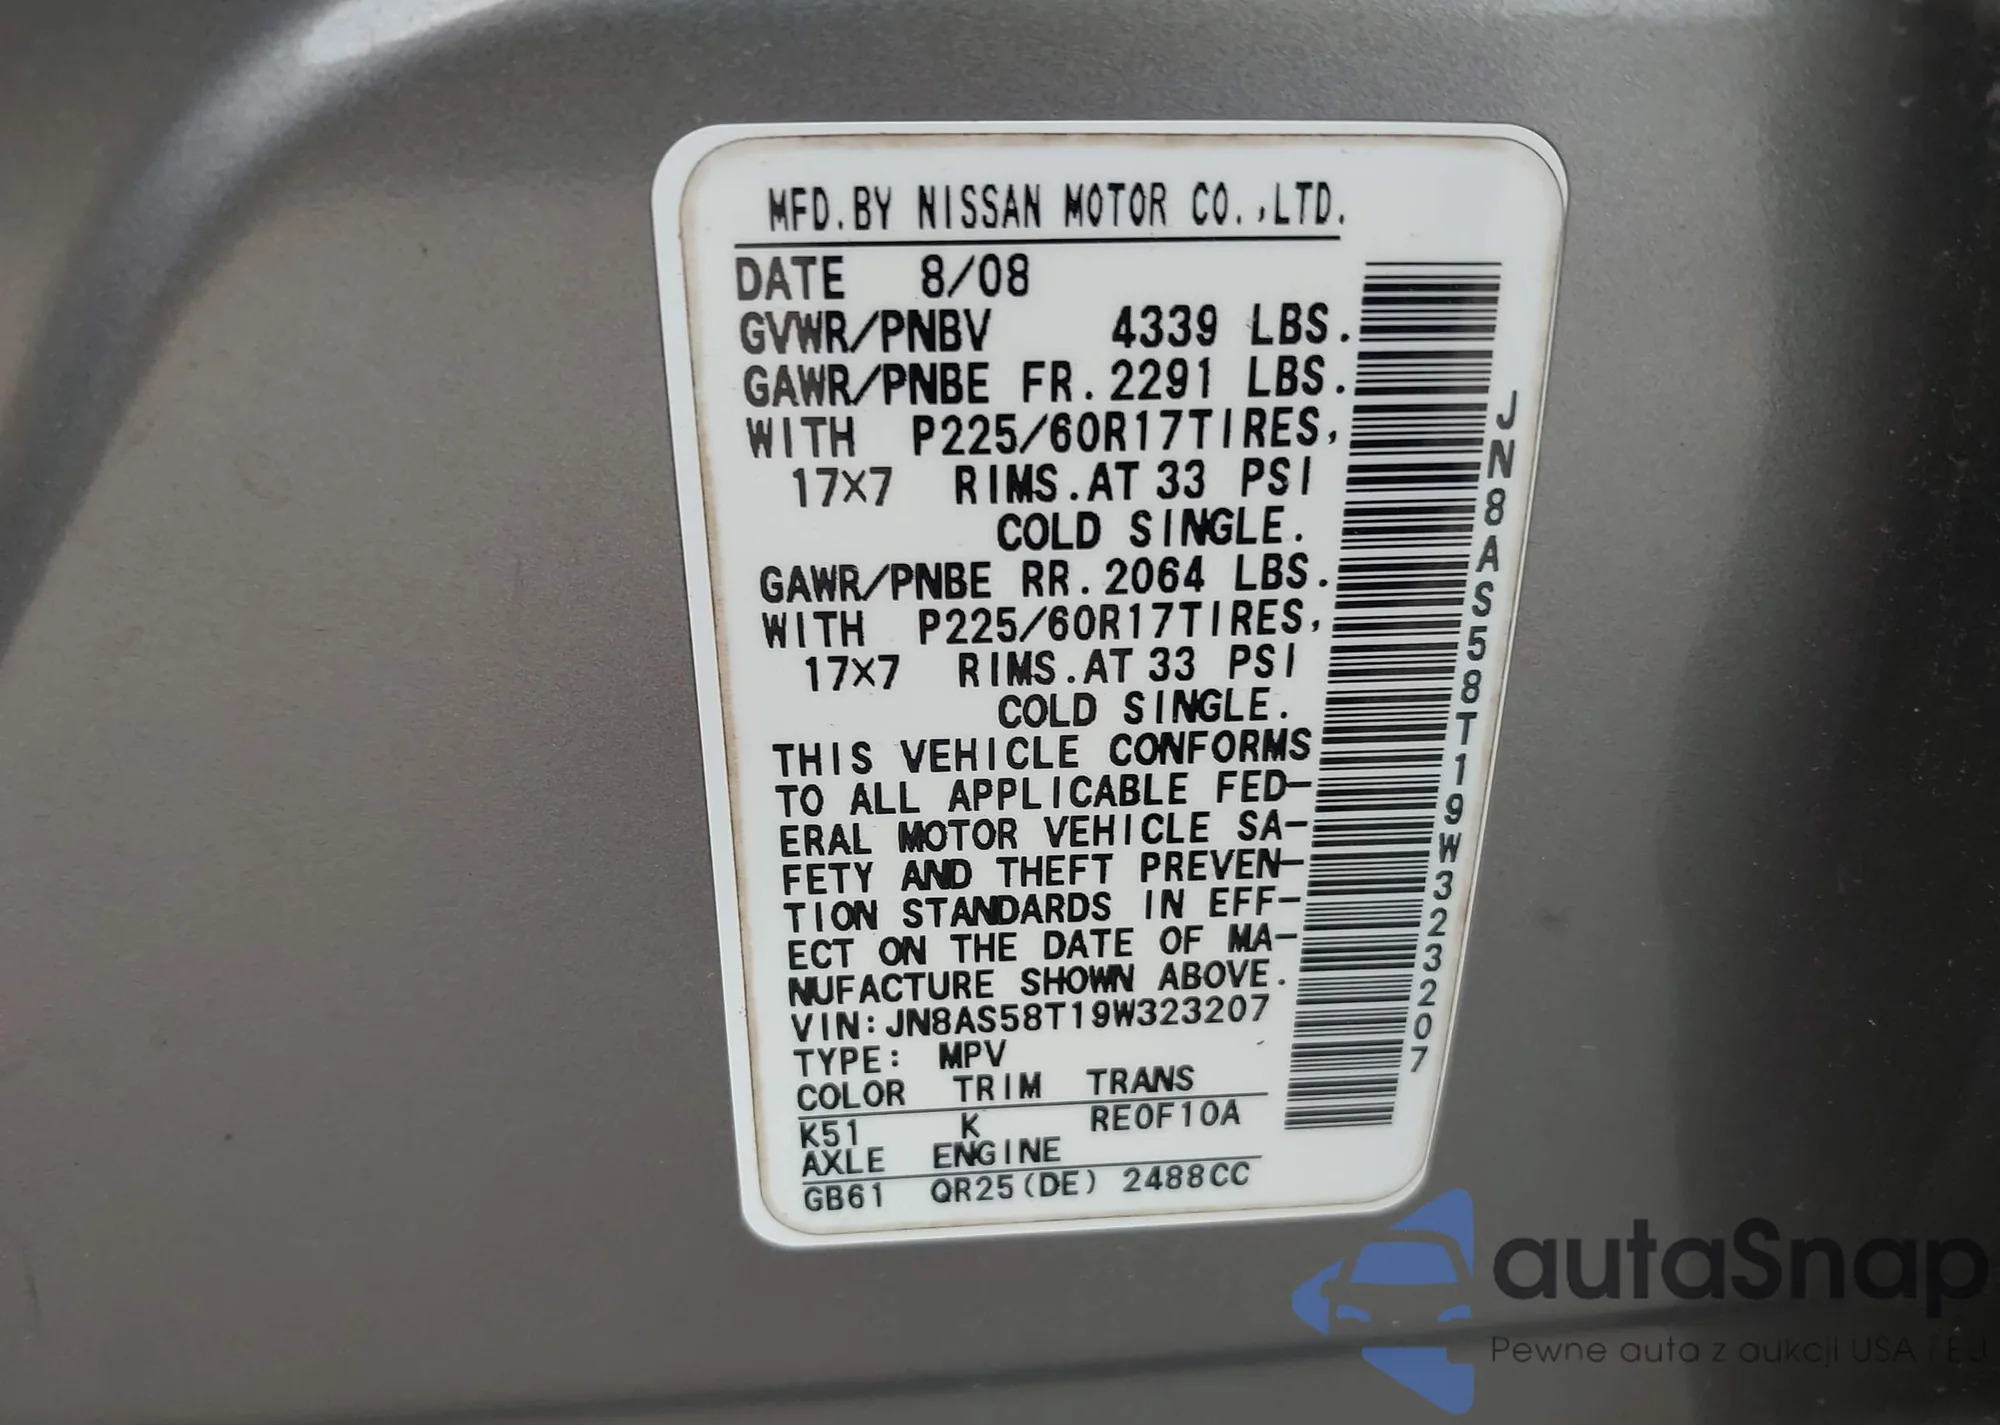 MFD.BY NISSAN MOTOR CO.,LTD.
DATE 8/08
GVWR/PNBV 4339 LBS.
GAWR/PNBE FR.2291 LBS.
WITH P225/60R17TIRES,
17X7 RIMS.AT 33 PSI
COLD SINGLE.
GAWR/PNBE RR.2064 LBS.
WITH P225/60R17TIRES,
17X7 RIMS.AT 33 PSI
COLD SINGLE.
THIS VEHICLE CONFORMS
TO ALL APPLICABLE FED-
ERAL MOTOR VEHICLE SA-
FETY AND THEFT PREVEN-
TION STANDARDS IN EFF-
ECT ON THE DATE OF MA-
NUFACTURE SHOWN ABOVE.
VIN:JN8AS58T19W323207
TYPE: MPV
COLOR TRIM TRANS
K51 K RE0F10A
AXLE ENGINE
GB61 QR25(DE) 2488CC
JN8AS58T19W323207
autaSnap
Pewne auta z aukcji USA i EU